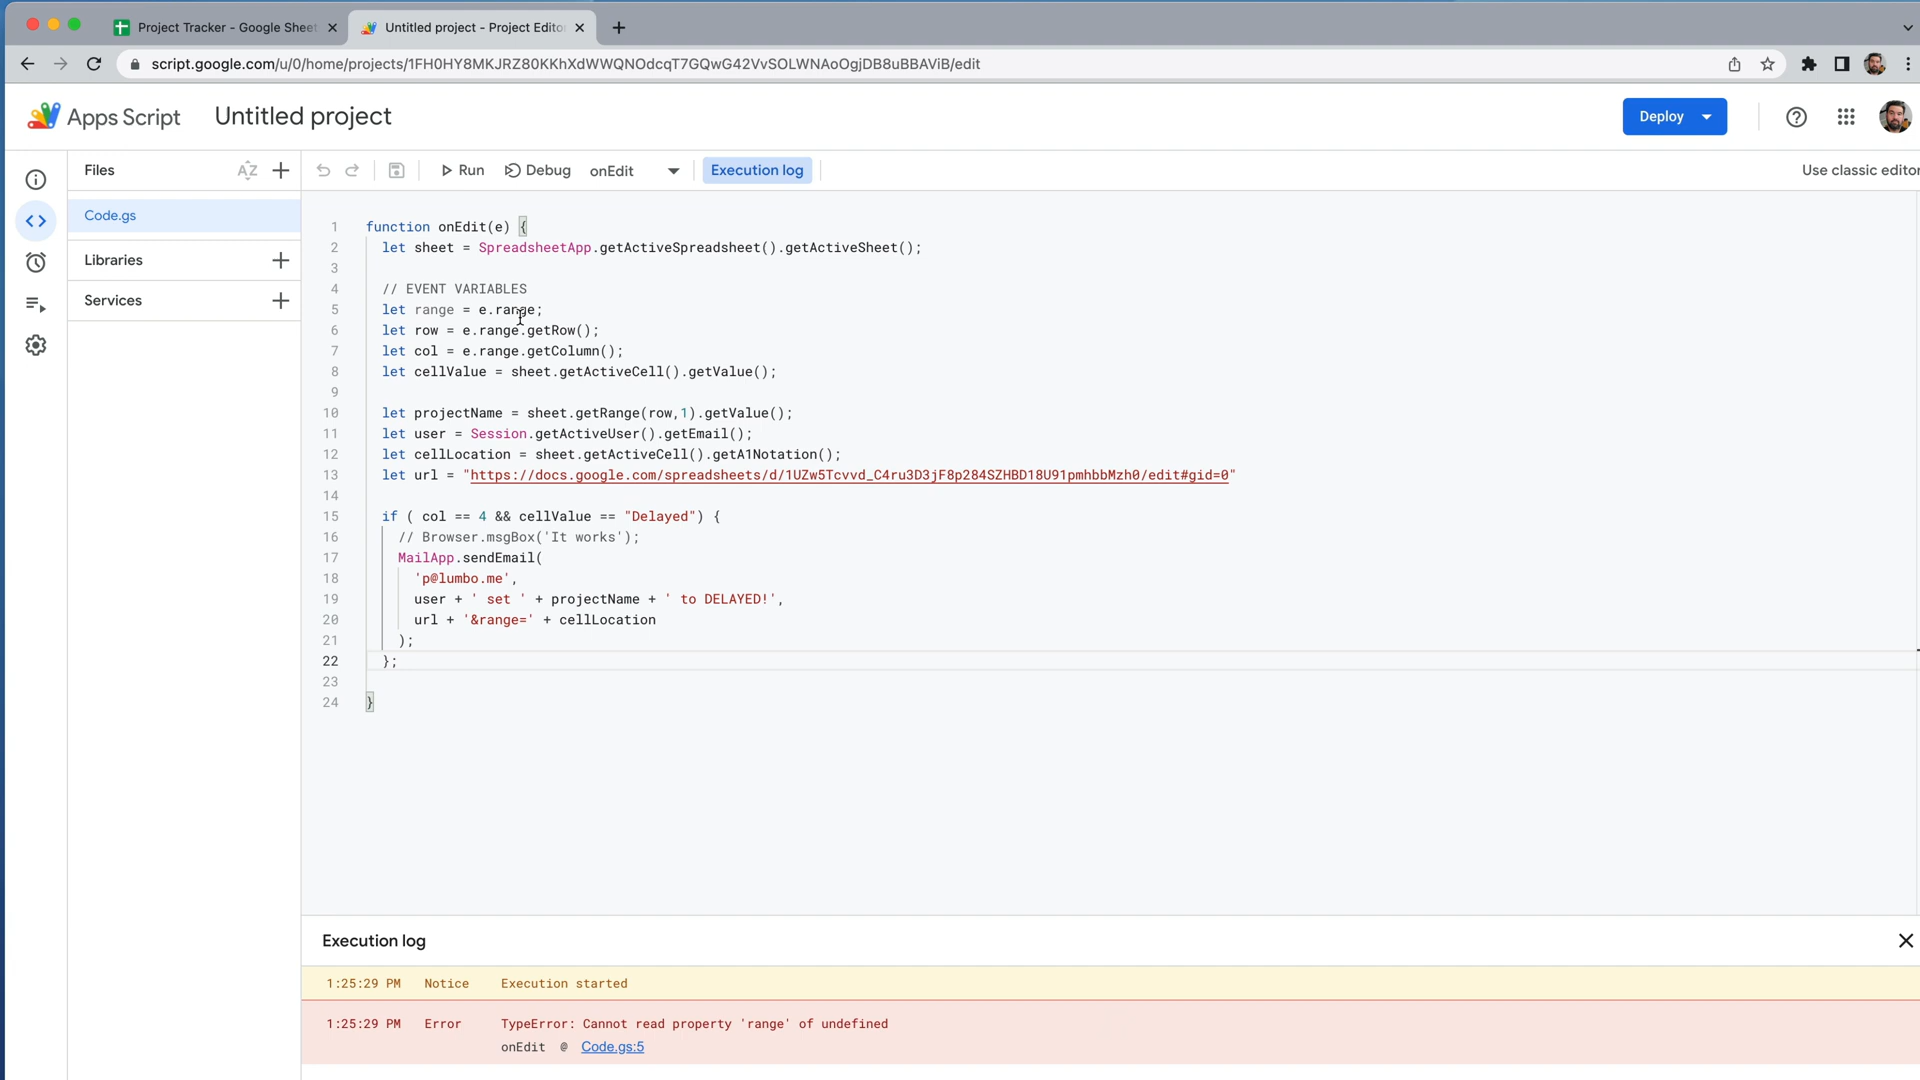 Project Tracker - Google Sheet
Untitled project - Project Edito
script.google.com/u/0/home/projects/1FH0HY8MKJRZ80KKhXdWWQNOdcqT7GQwG42VvSOLWNAoOgjDB8uBBAViB/edit
Apps Script
Untitled project
Deploy
Files
AZ
Run
Debug
onEdit
Execution log
Use classic editor
Code.gs
Libraries
Services
1 function onEdit(e) {
2 let sheet = SpreadsheetApp.getActiveSpreadsheet().getActiveSheet();
3
4 // EVENT VARIABLES
5 let range = e.range;
6 let row = e.range.getRow();
7 let col = e.range.getColumn();
8 let cellValue = sheet.getActiveCell().getValue();
9
10 let projectName = sheet.getRange(row,1).getValue();
11 let user = Session.getActiveUser().getEmail();
12 let cellLocation = sheet.getActiveCell().getA1Notation();
13 let url = "https://docs.google.com/spreadsheets/d/1UZw5Tcvvd_C4ru3D3jF8p284SZHBD18U91pmhbbMzh0/edit#gid=0"
14
15 if ( col == 4 && cellValue == "Delayed") {
16 // Browser.msgBox('It works');
17 MailApp.sendEmail(
18 'p@lumbo.me',
19 user + ' set ' + projectName + ' to DELAYED!',
20 url + '&range=' + cellLocation
21 );
22 };
23
24 }
Execution log
1:25:29 PM Notice Execution started
1:25:29 PM Error TypeError: Cannot read property 'range' of undefined
onEdit @ Code.gs:5